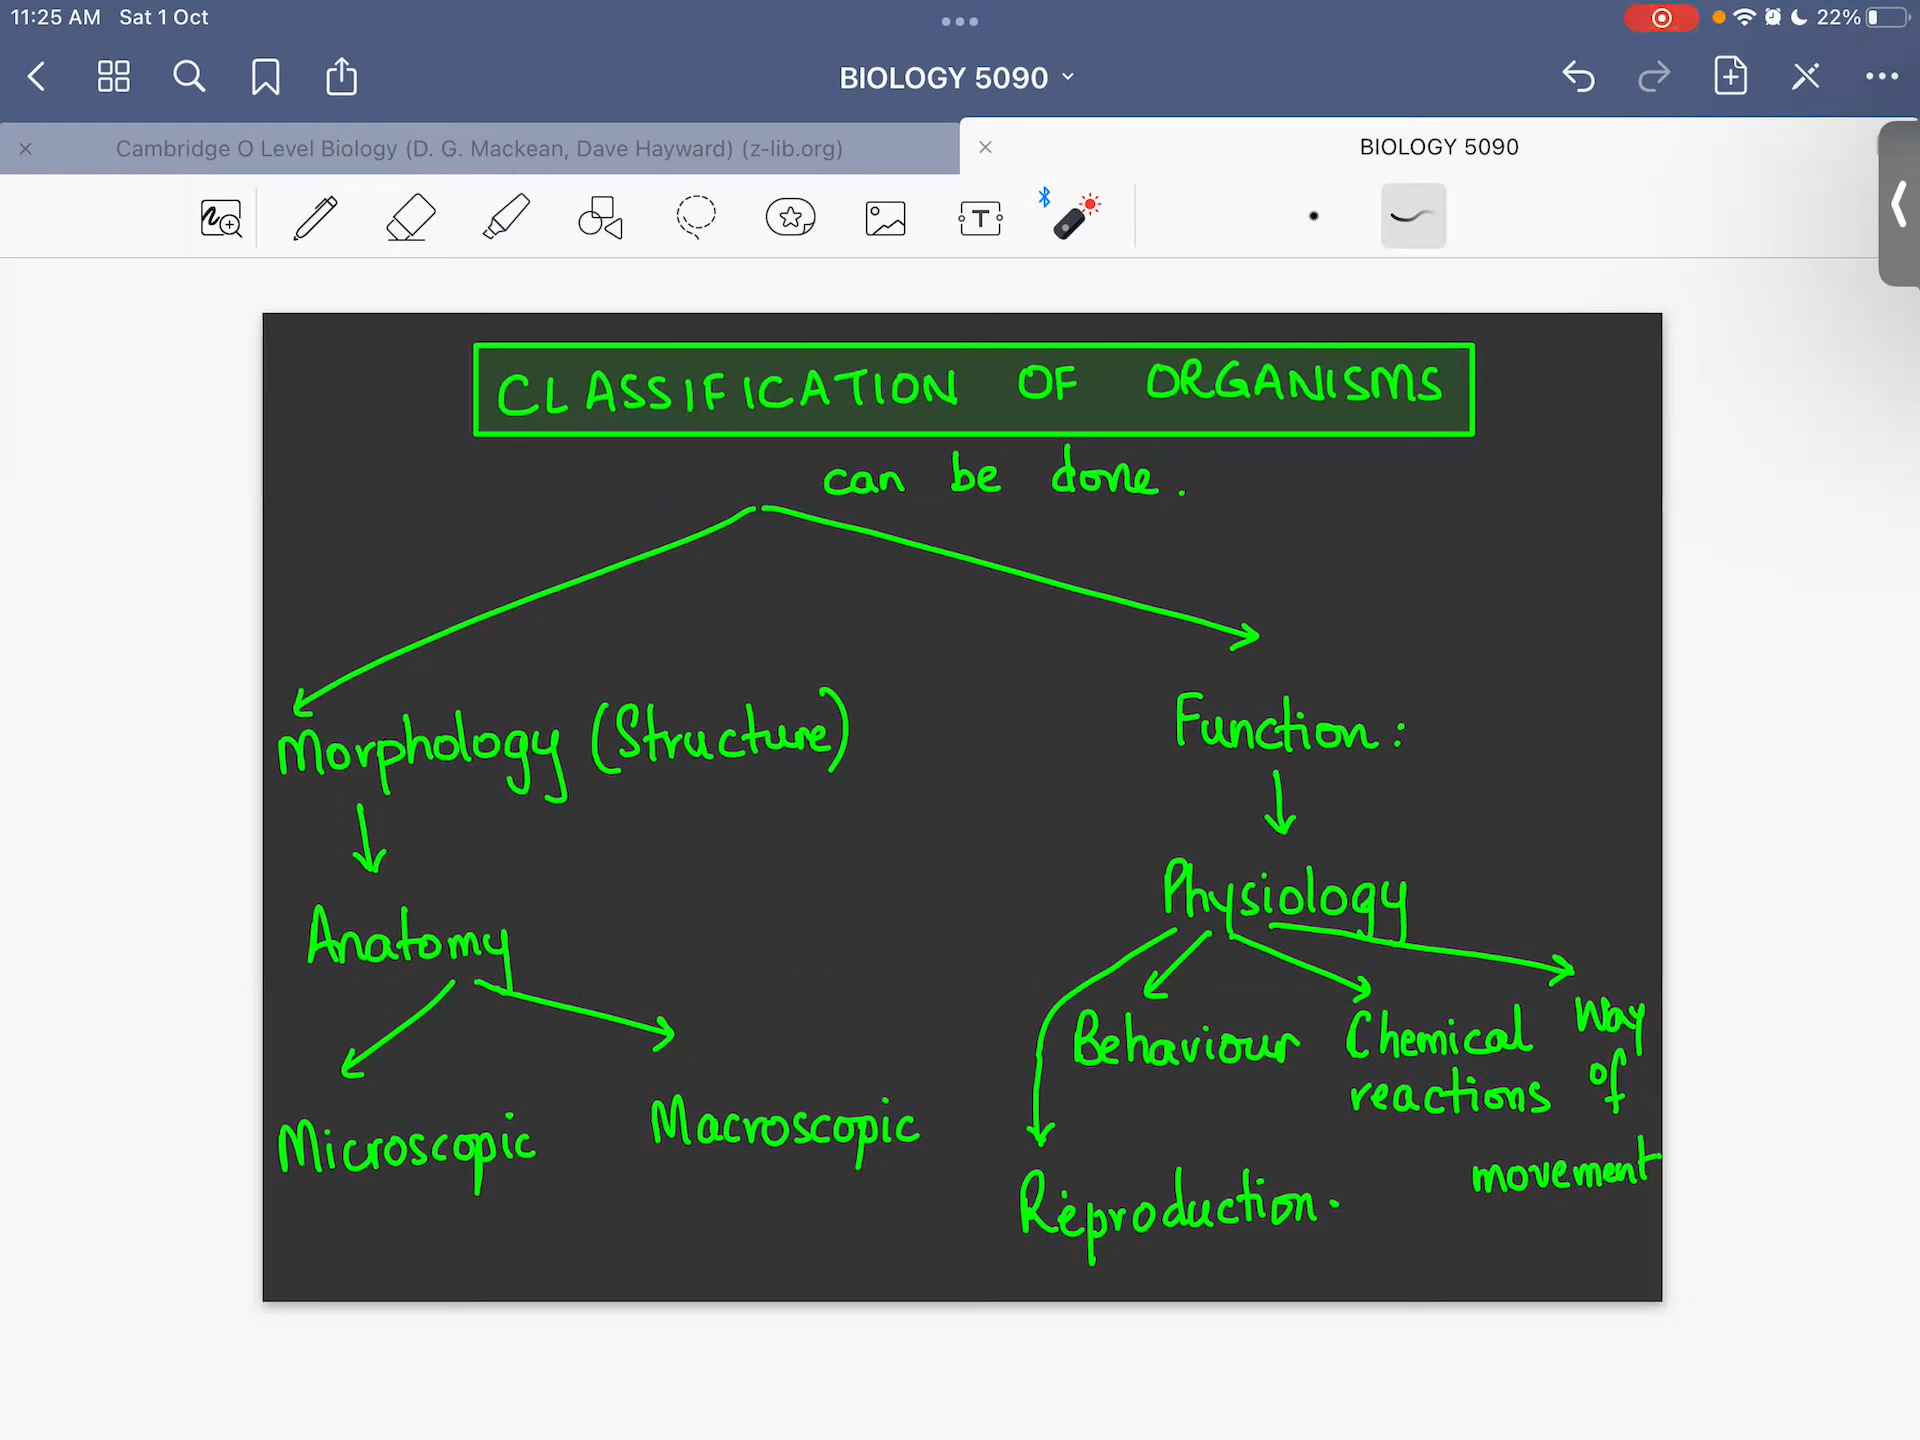 11:25 AM Sat 1 Oct
22%
BIOLOGY 5090
Cambridge O Level Biology (D. G. Mackean, Dave Hayward) (z-lib.org)
BIOLOGY 5090
T
CLASSIFICATION OF ORGANISMS
can be done.
Morphology (Structure)
Function:
Anatomy
Physiology
Microscopic
Macroscopic
Behaviour
Chemical
reactions
Way
of
movement
Reproduction.